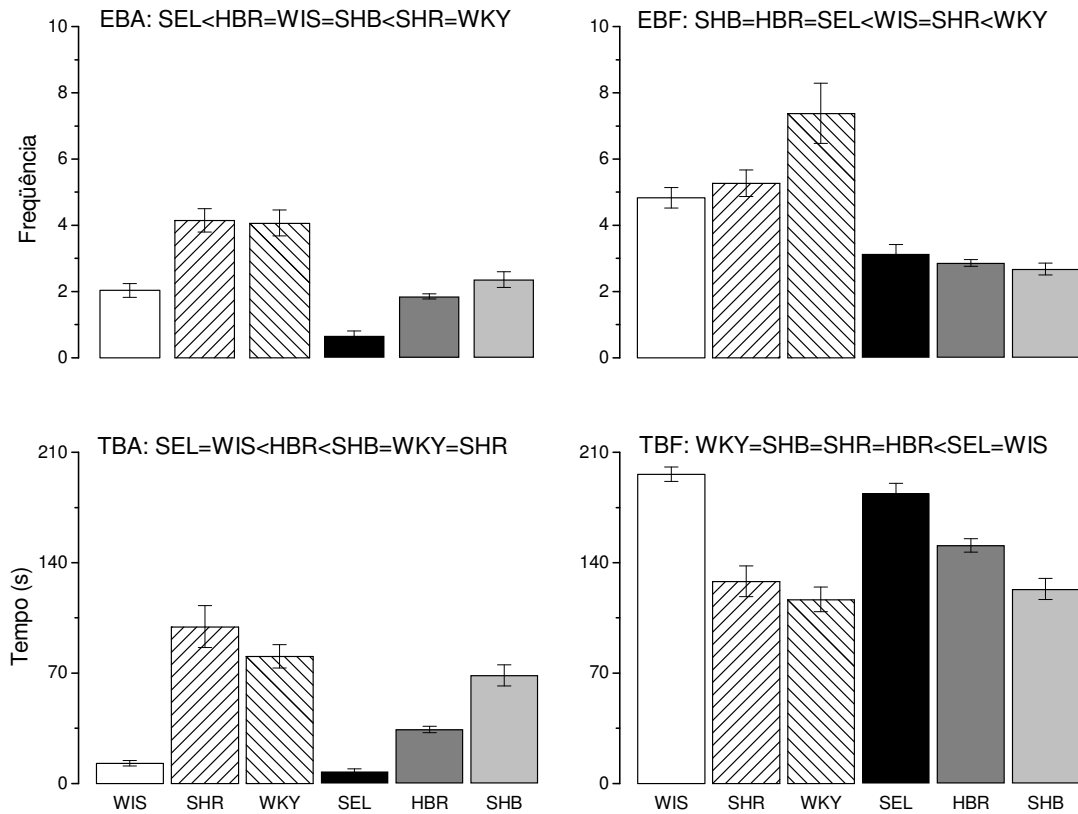 EBA: SEL<HBR=WIS=SHB<SHR=WKY
10
8
6
4
2
0
Freqüência
EBF: SHB=HBR=SEL<WIS=SHR<WKY
10
8
6
4
2
0
TBA: SEL=WIS<HBR<SHB=WKY=SHR
210
140
70
0
Tempo (s)
WIS SHR WKY SEL HBR SHB
TBF: WKY=SHB=SHR=HBR<SEL=WIS
210
140
70
0
WIS SHR WKY SEL HBR SHB